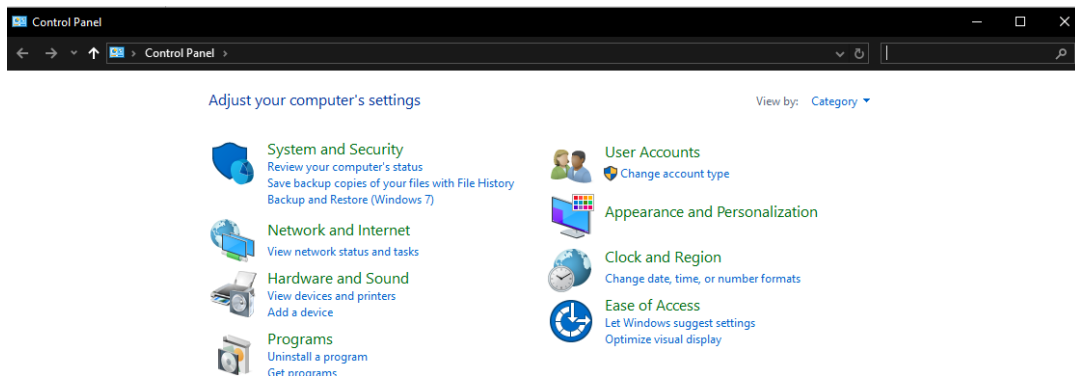 Control Panel
Control Panel
Adjust your computer's settings
View by: Category
System and Security
Review your computer's status
Save backup copies of your files with File History
Backup and Restore (Windows 7)
Network and Internet
View network status and tasks
Hardware and Sound
View devices and printers
Add a device
Programs
Uninstall a program
Get programs
User Accounts
Change account type
Appearance and Personalization
Clock and Region
Change date, time, or number formats
Ease of Access
Let Windows suggest settings
Optimize visual display